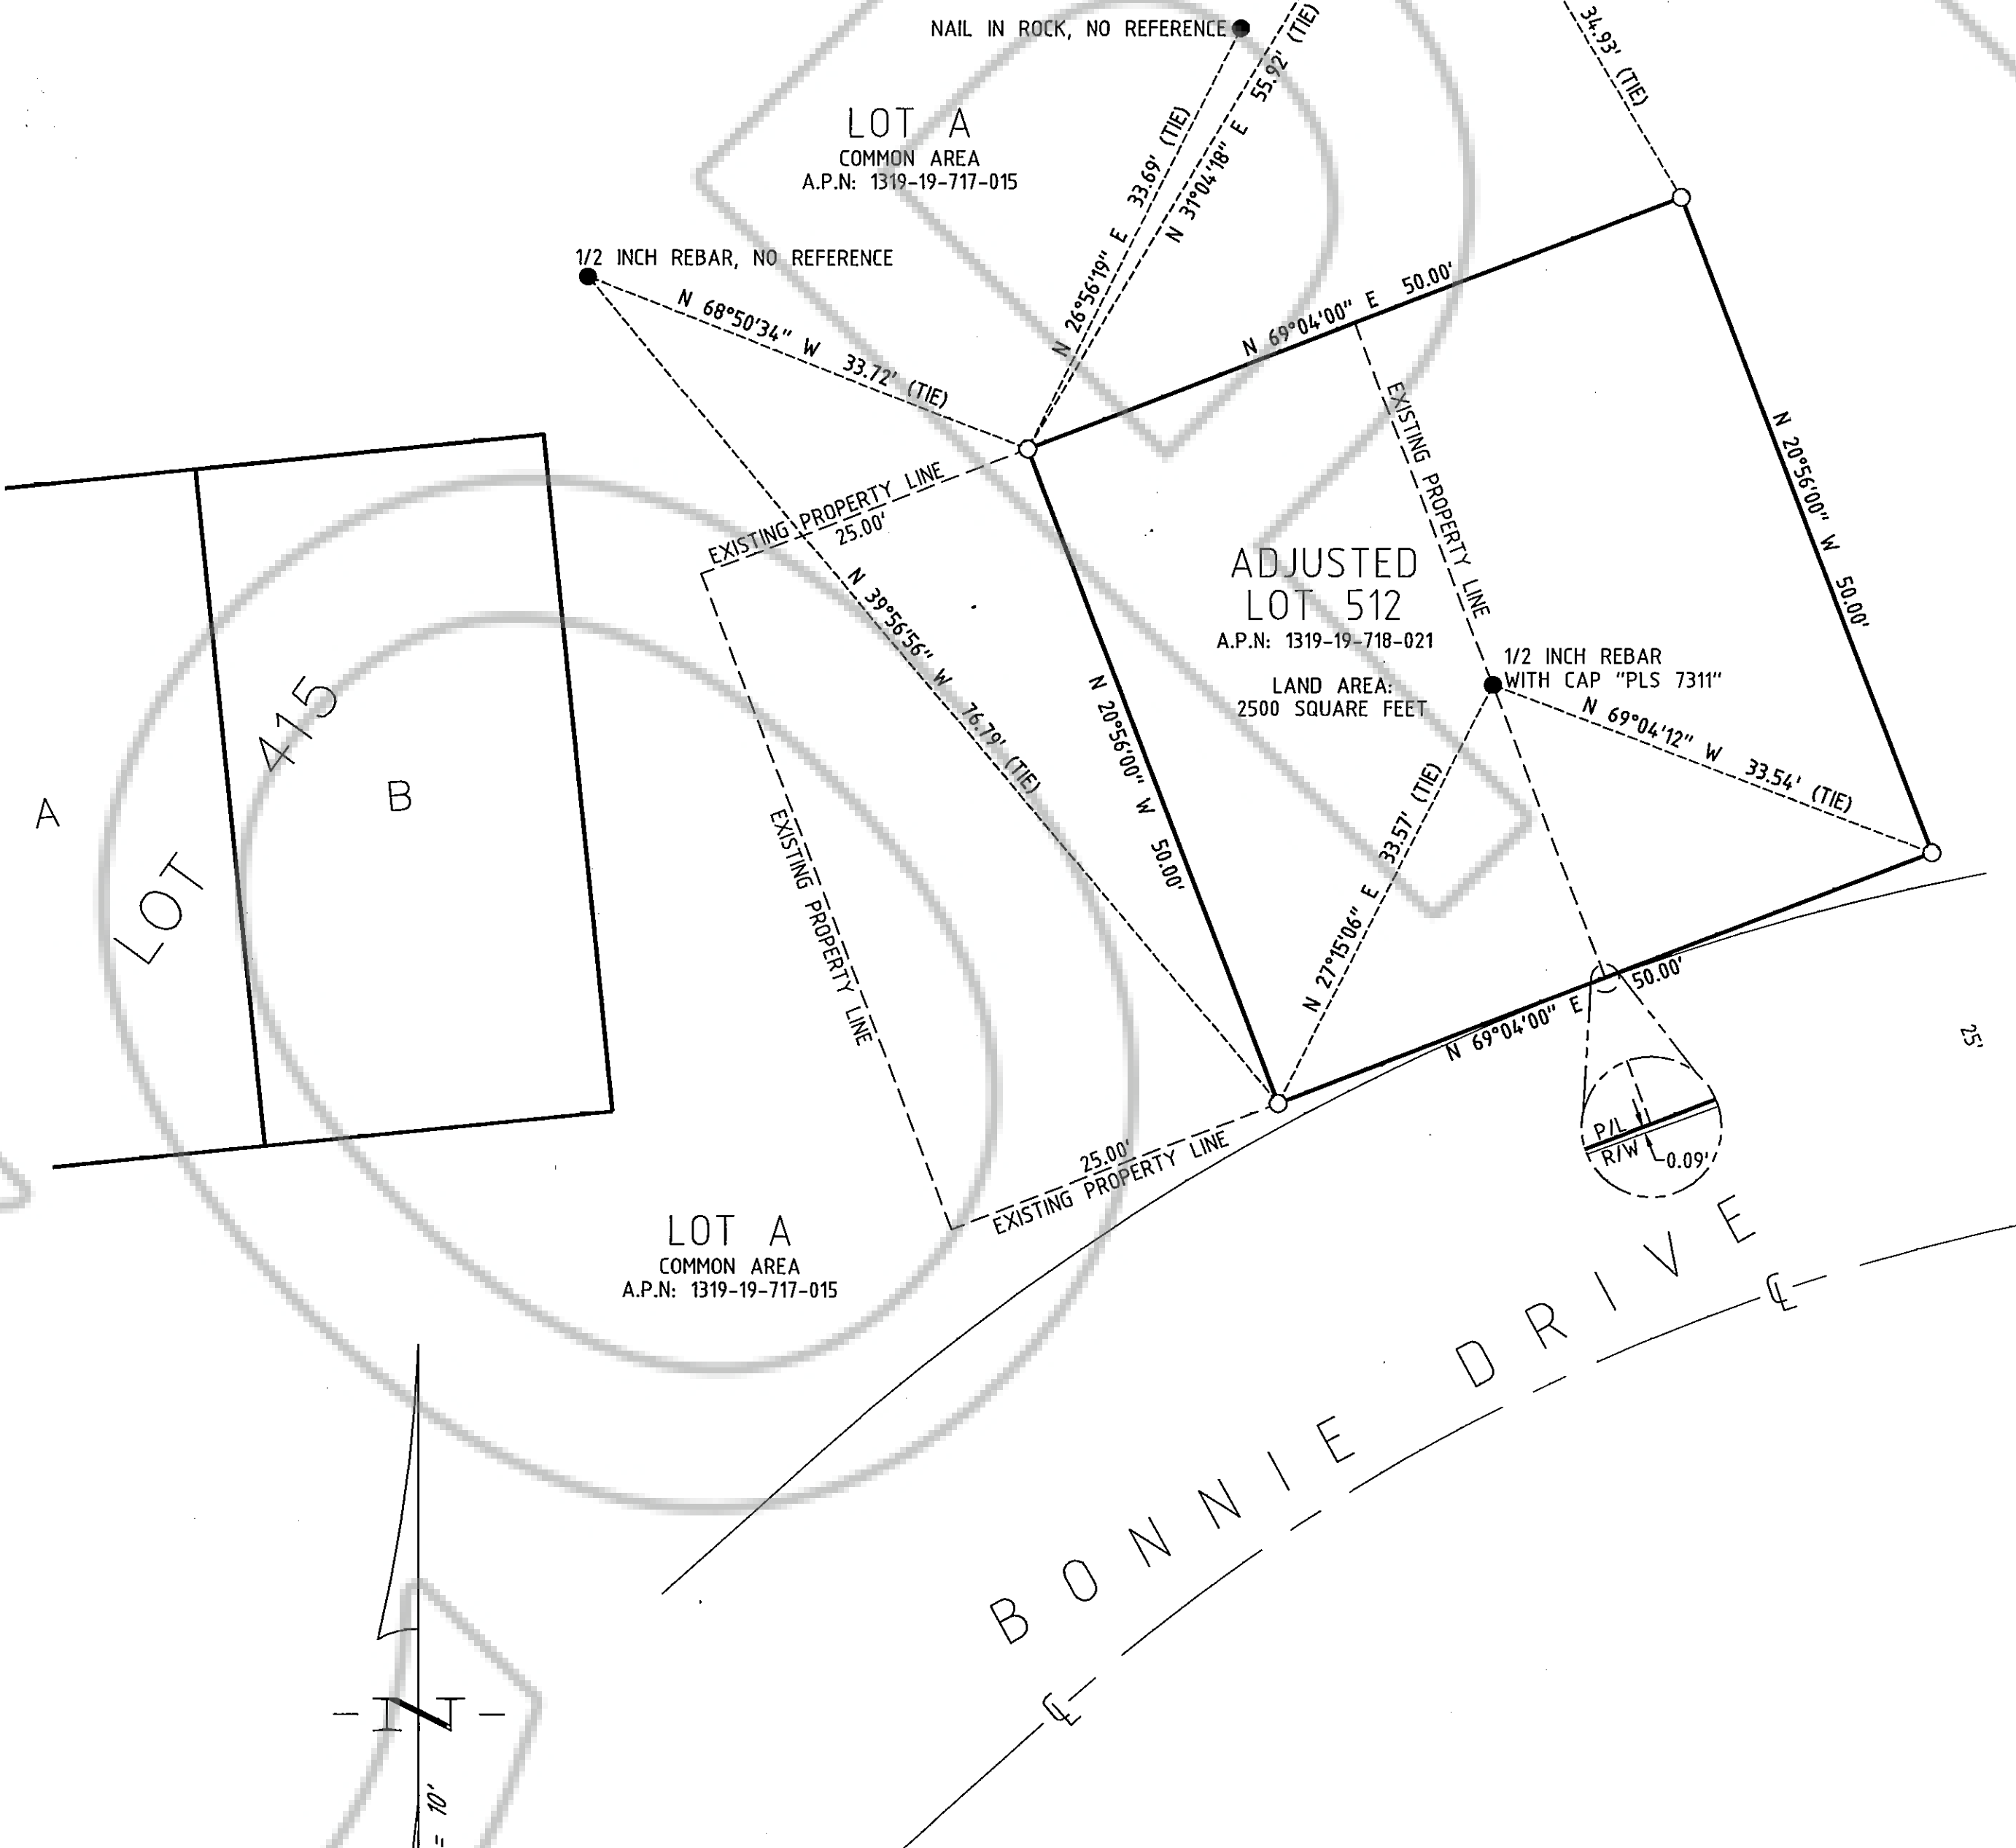 NAIL IN ROCK, NO REFERENCE
N 26°56'19" E 33.69' (TIE)
N 31°04'18" E 55.92' (TIE)
34.93' (TIE)
LOT A
COMMON AREA
A.P.N: 1319-19-717-015
1/2 INCH REBAR, NO REFERENCE
N 68°50'34" W 33.72' (TIE)
N 69°04'00" E 50.00'
EXISTING PROPERTY LINE
N 20°56'00" W 50.00'
EXISTING PROPERTY LINE
25.00'
N 39°56'56" W 76.79' (TIE)
ADJUSTED
LOT 512
A.P.N: 1319-19-718-021
LAND AREA:
2500 SQUARE FEET
1/2 INCH REBAR
WITH CAP "PLS 7311"
N 69°04'12" W 33.54' (TIE)
N 20°56'00" W 50.00'
N 27°15'06" E 33.57' (TIE)
EXISTING PROPERTY LINE
LOT 415
A
B
N 69°04'00" E 50.00'
25'
P/L
R/W
0.09'
25.00'
EXISTING PROPERTY LINE
LOT A
COMMON AREA
A.P.N: 1319-19-717-015
BONNIE DRIVE
℄
℄
N
= 10'